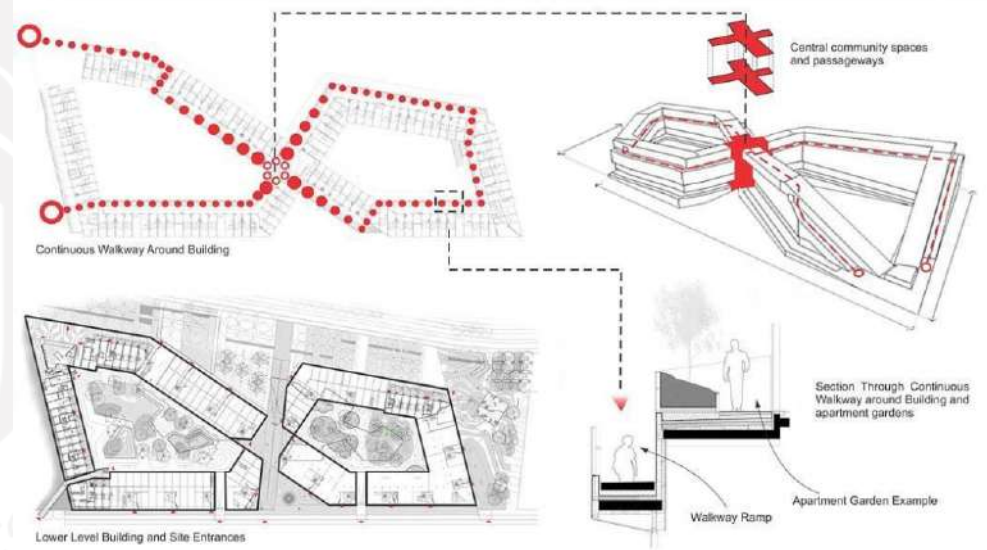 Central community spaces
and passageways
Continuous Walkway Around Building
Section Through Continuous
Walkway around Building and
apartment gardens
Apartment Garden Example
Walkway Ramp
Lower Level Building and Site Entrances